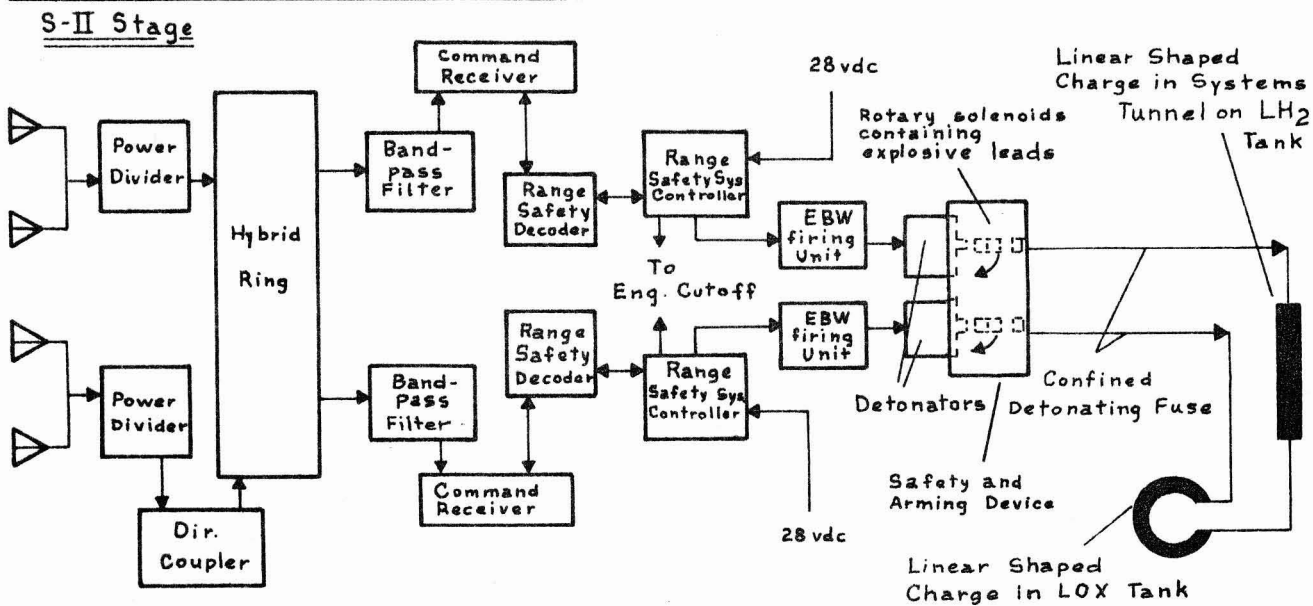 S-II Stage
Command
Receiver
28 vdc
Linear Shaped
Charge in Systems
Tunnel on LH2
Tank
Rotary solenoids
containing
explosive leads
Power
Divider
Band-
pass
Filter
Range
Safety
Decoder
Range
Safety Sys
Controller
EBW
firing
Unit
Hybrid
Ring
To
Eng. Cutoff
EBW
firing
Unit
Range
Safety
Decoder
Range
Safety Sys
Controller
Power
Divider
Band-
pass
Filter
Detonators
Confined
Detonating Fuse
Command
Receiver
Safety and
Arming Device
Dir.
Coupler
28 vdc
Linear Shaped
Charge in LOX Tank